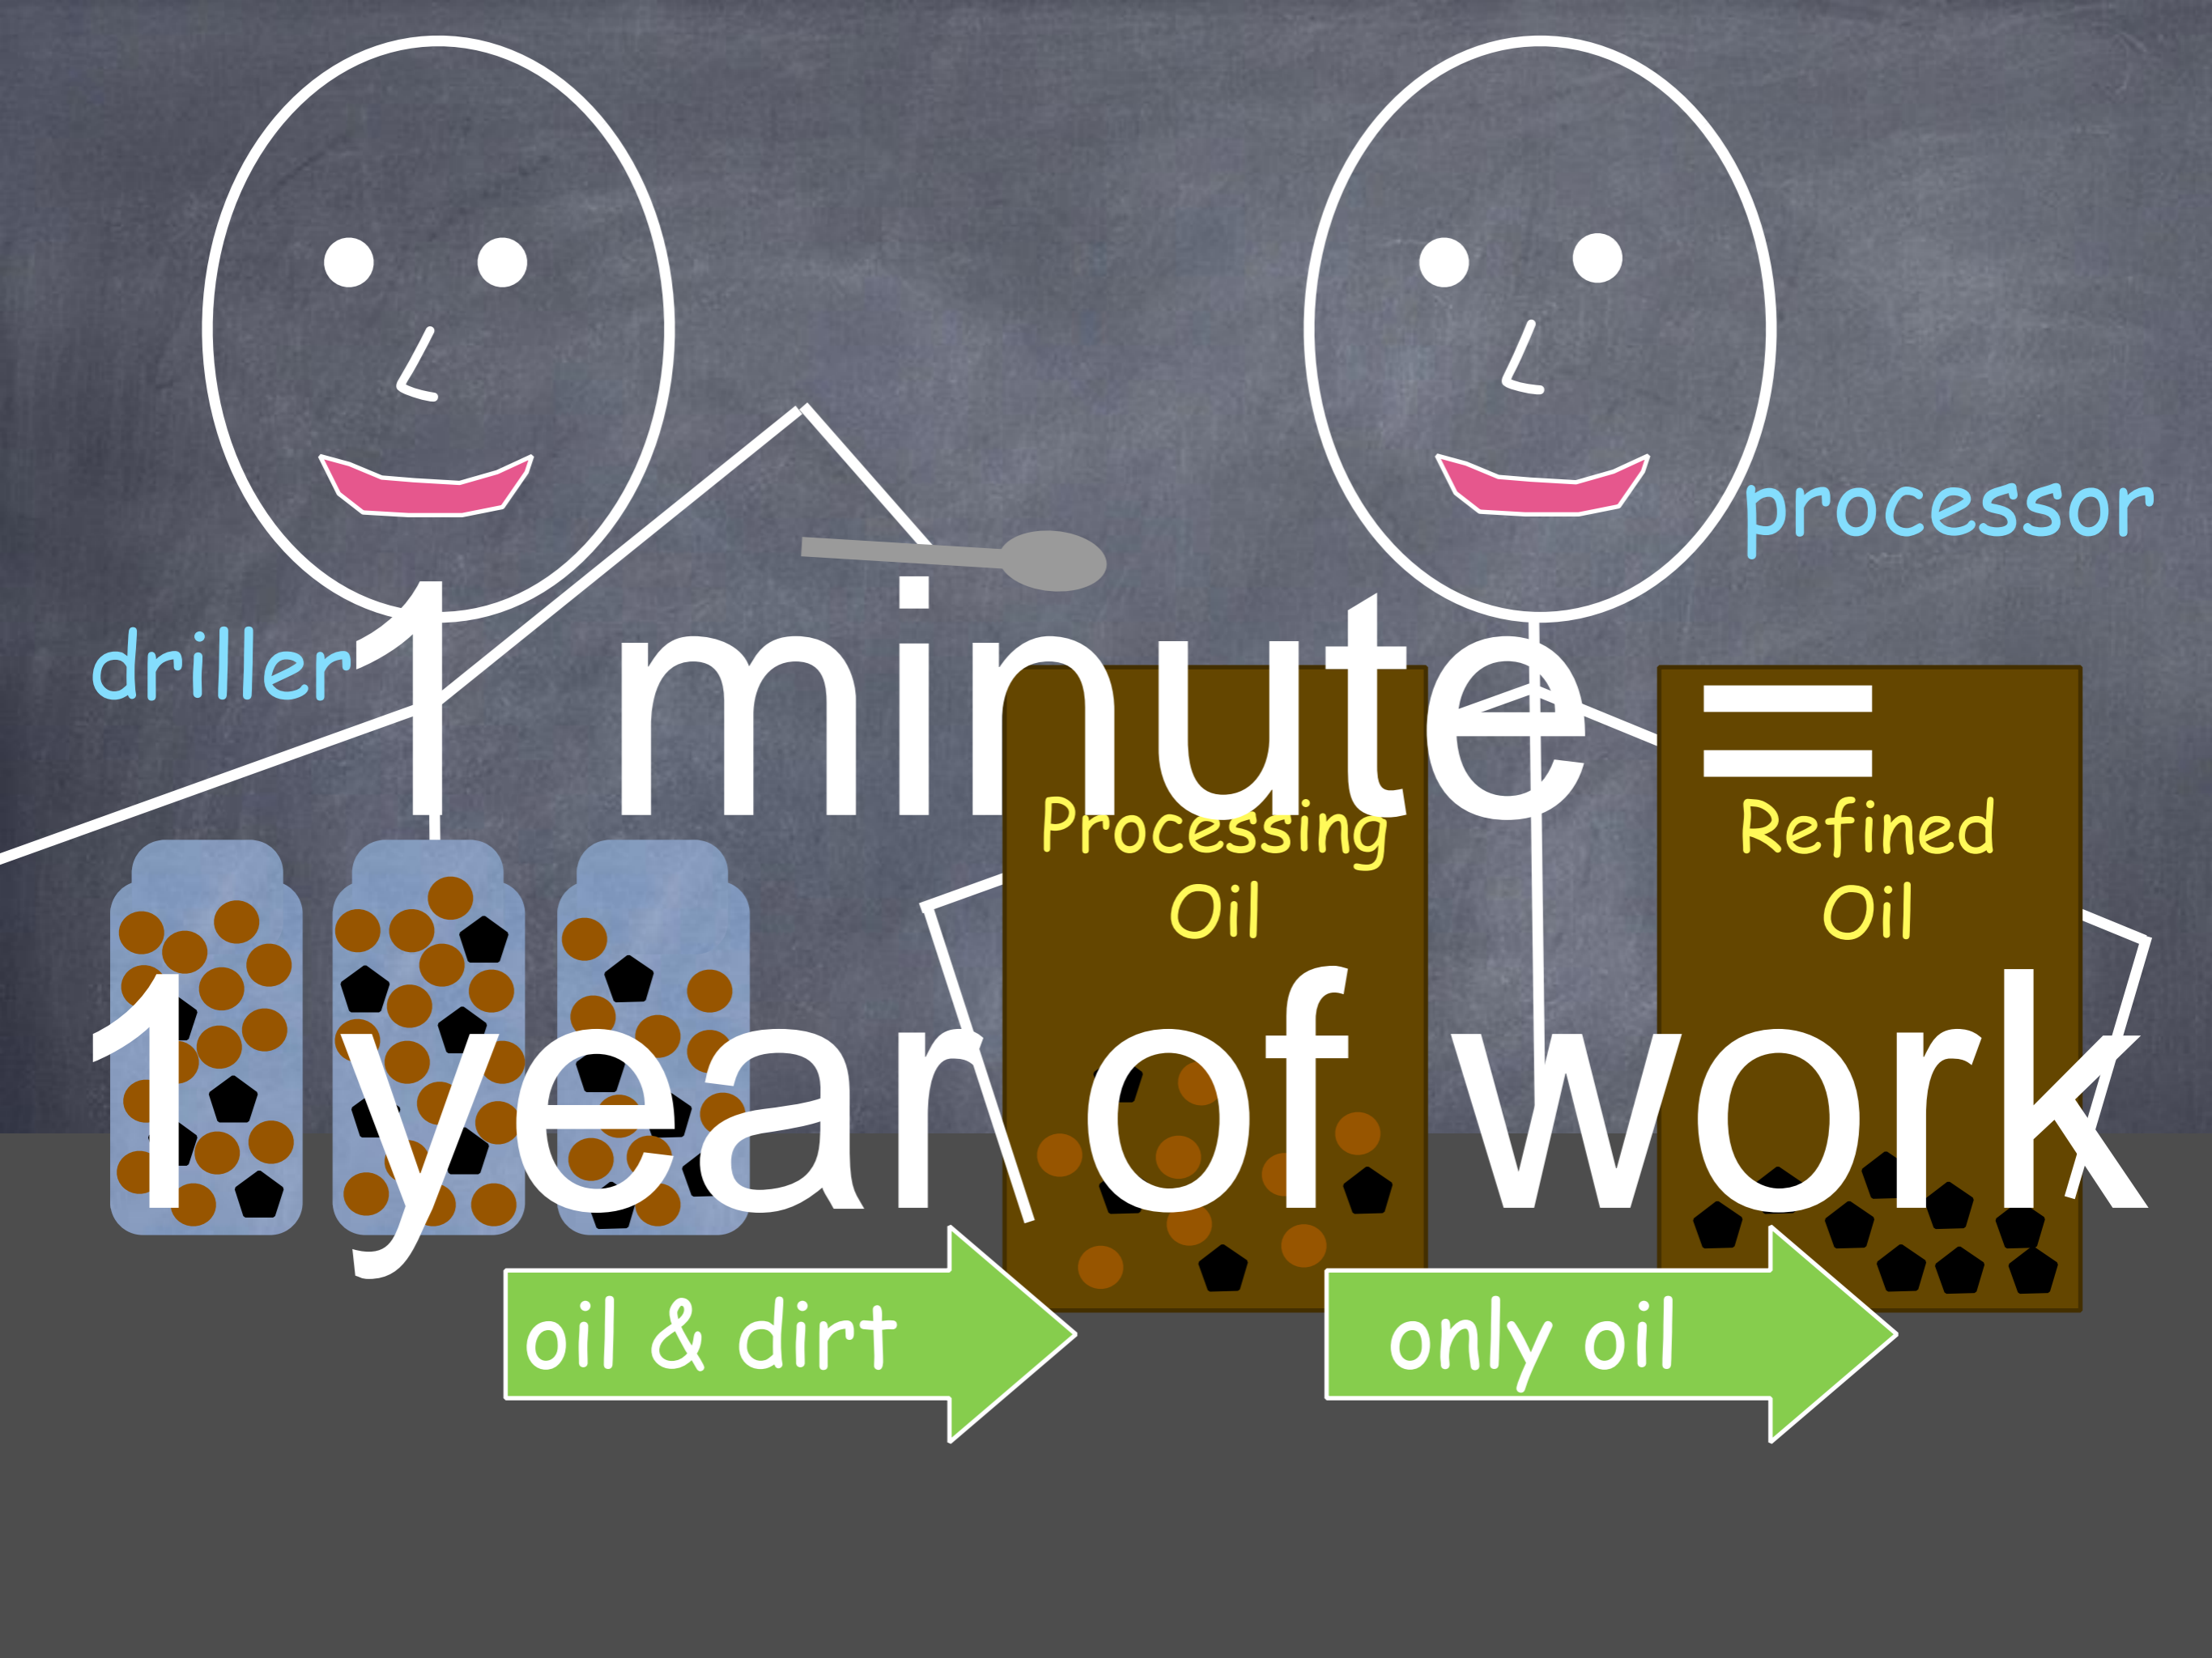 processor
driller
1 minute =
Processing
Oil
Refined
Oil
1 year of work
oil & dirt
only oil